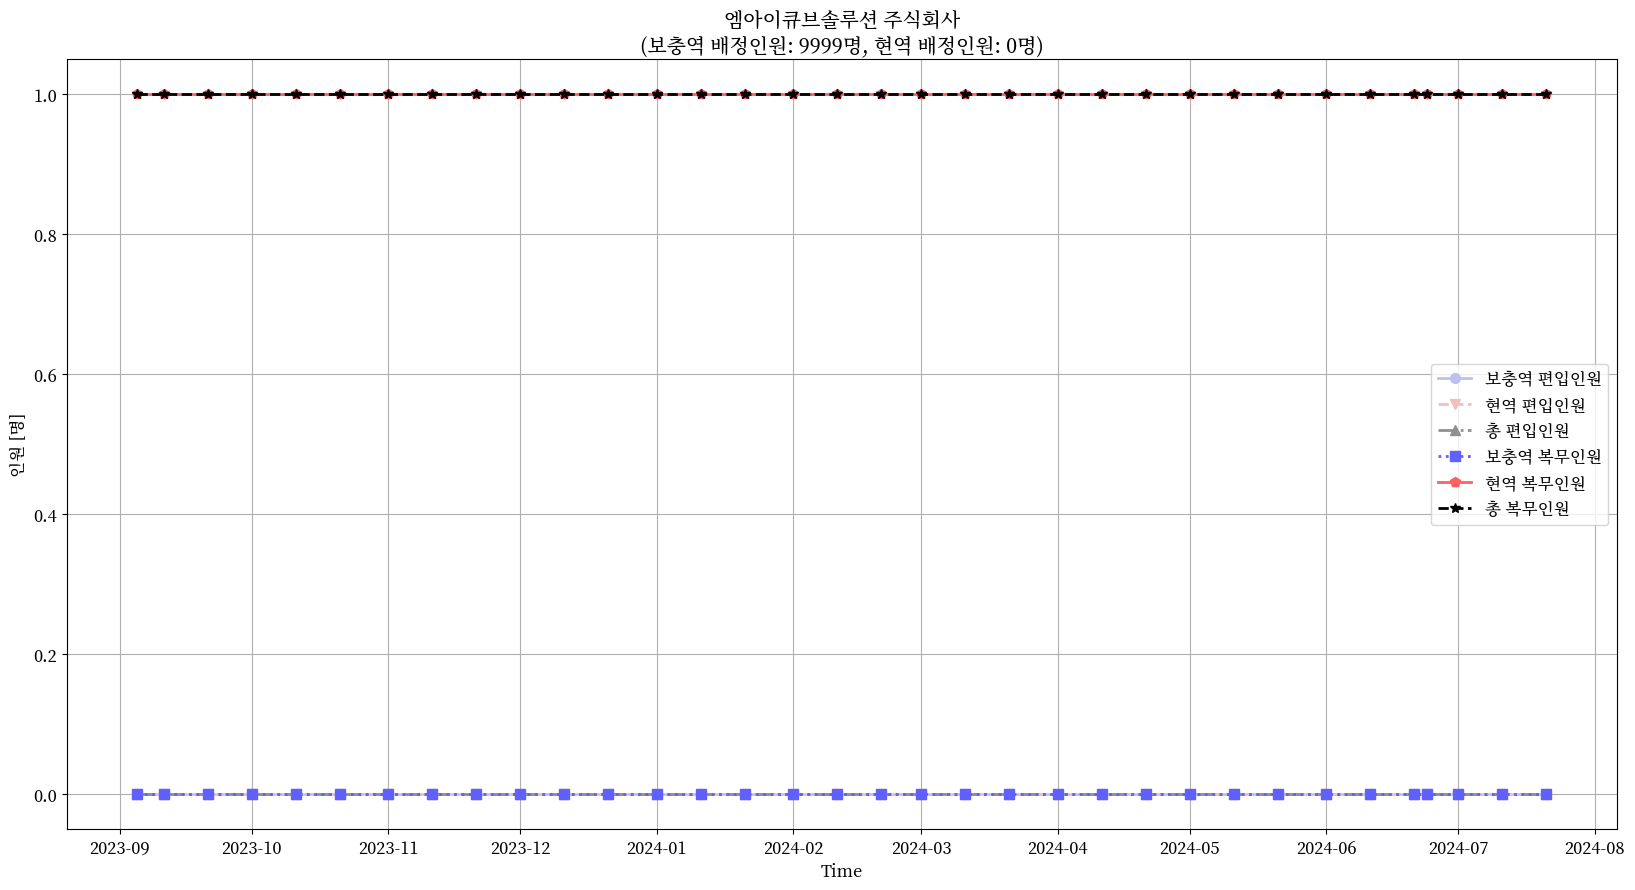 엠아이큐브솔루션 주식회사
(보충역 배정인원: 9999명, 현역 배정인원: 0명)
인원 [명]
1.0
0.8
0.6
0.4
0.2
0.0
보충역 편입인원
현역 편입인원
총 편입인원
보충역 복무인원
현역 복무인원
총 복무인원
2023-09
2023-10
2023-11
2023-12
2024-01
2024-02
2024-03
2024-04
2024-05
2024-06
2024-07
2024-08
Time